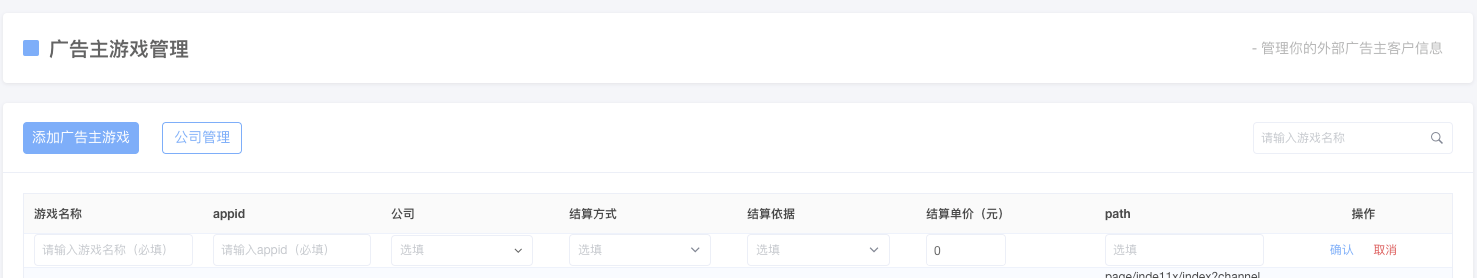 广告主游戏管理
- 管理你的外部广告主客户信息
添加广告主游戏
公司管理
请输入游戏名称
游戏名称 appid 公司 结算方式 结算依据 结算单价（元） path 操作
请输入游戏名称（必填） 请输入appid（必填） 选填 选填 选填 0 选填 确认 取消
page/inde11x/index?channel